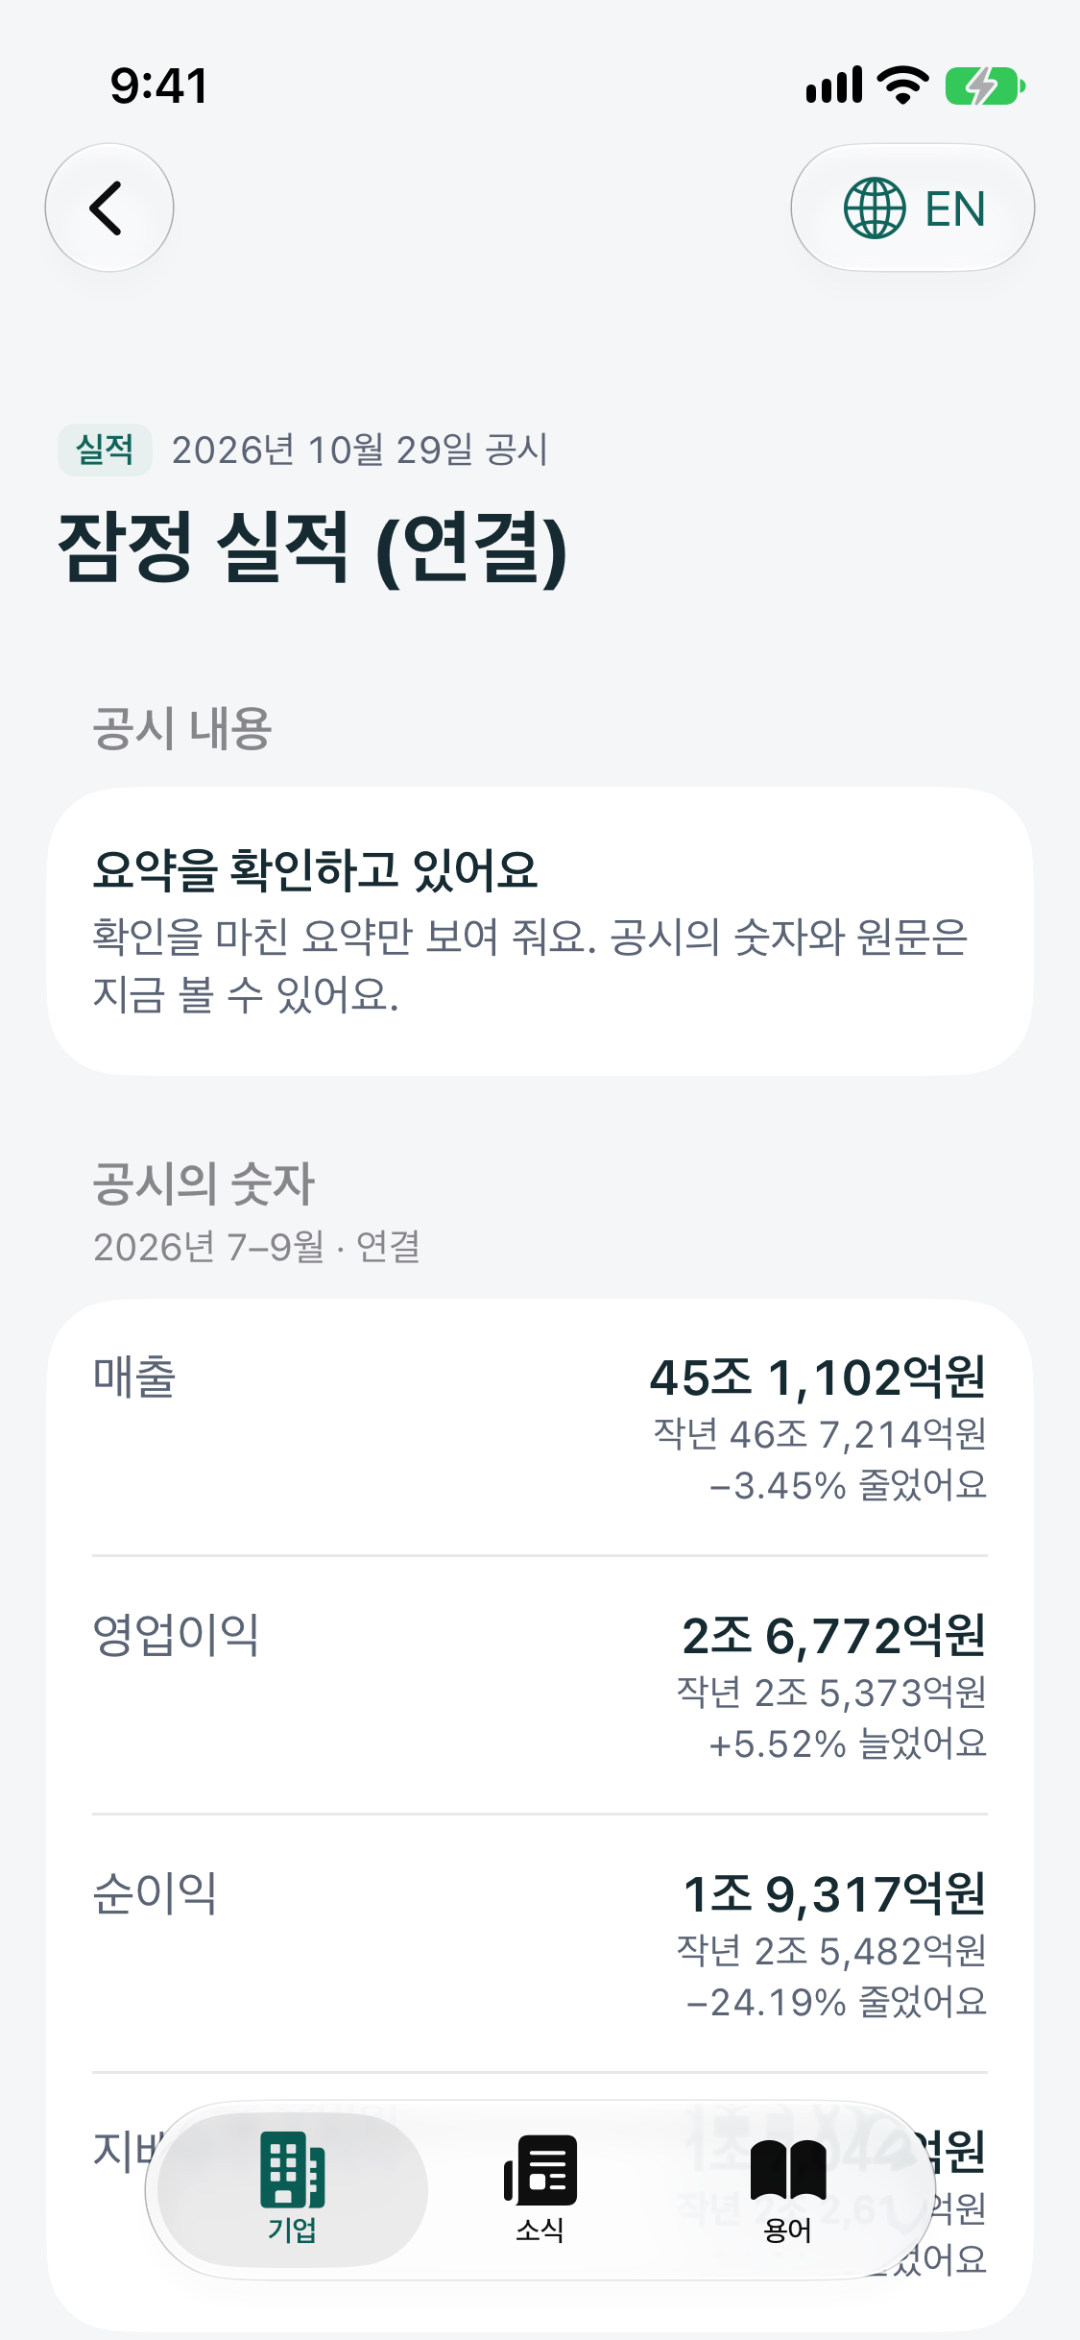 9:41
EN
실적 2026년 10월 29일 공시
잠정 실적 (연결)
공시 내용
요약을 확인하고 있어요
확인을 마친 요약만 보여 줘요. 공시의 숫자와 원문은
지금 볼 수 있어요.
공시의 숫자
2026년 7–9월 · 연결
매출 45조 1,102억원
작년 46조 7,214억원
−3.45% 줄었어요
영업이익 2조 6,772억원
작년 2조 5,373억원
+5.52% 늘었어요
순이익 1조 9,317억원
작년 2조 5,482억원
−24.19% 줄었어요
기업 소식 용어